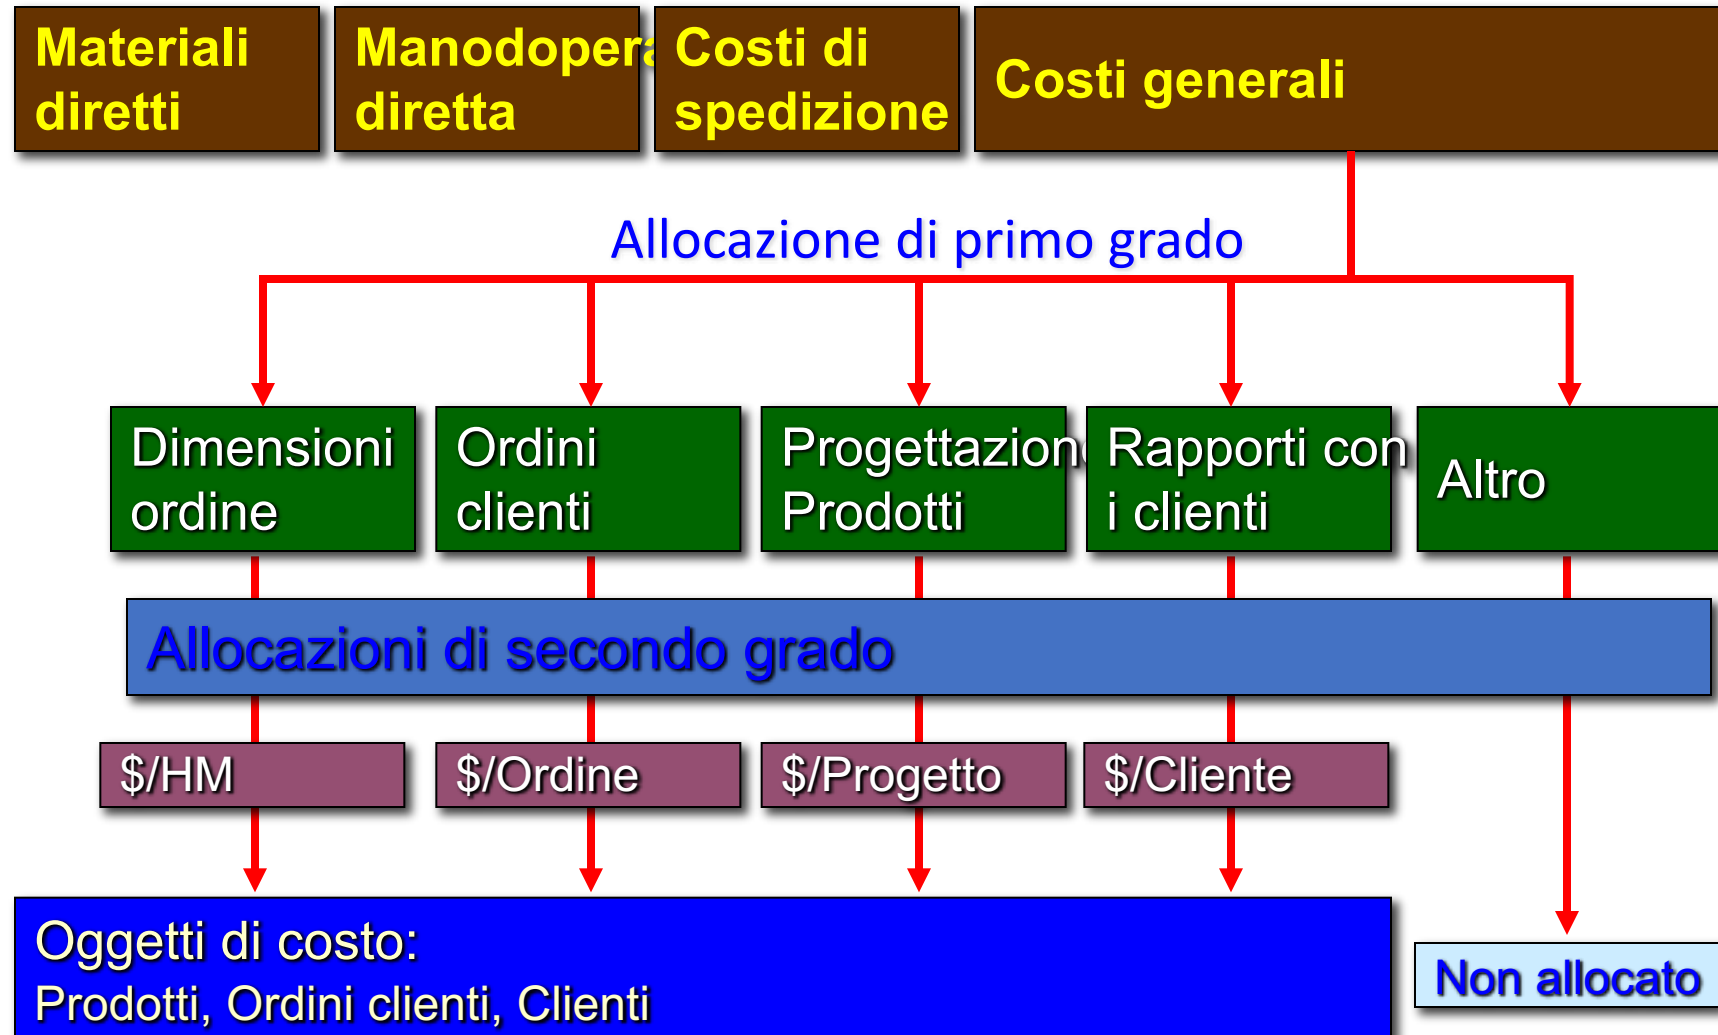 Materiali
diretti
Manodopera
diretta
Costi di
spedizione
Costi generali
Allocazione di primo grado
Dimensioni
ordine
Ordini
clienti
Progettazione
Prodotti
Rapporti con
i clienti
Altro
Allocazioni di secondo grado
$/HM
$/Ordine
$/Progetto
$/Cliente
Oggetti di costo:
Prodotti, Ordini clienti, Clienti
Non allocato